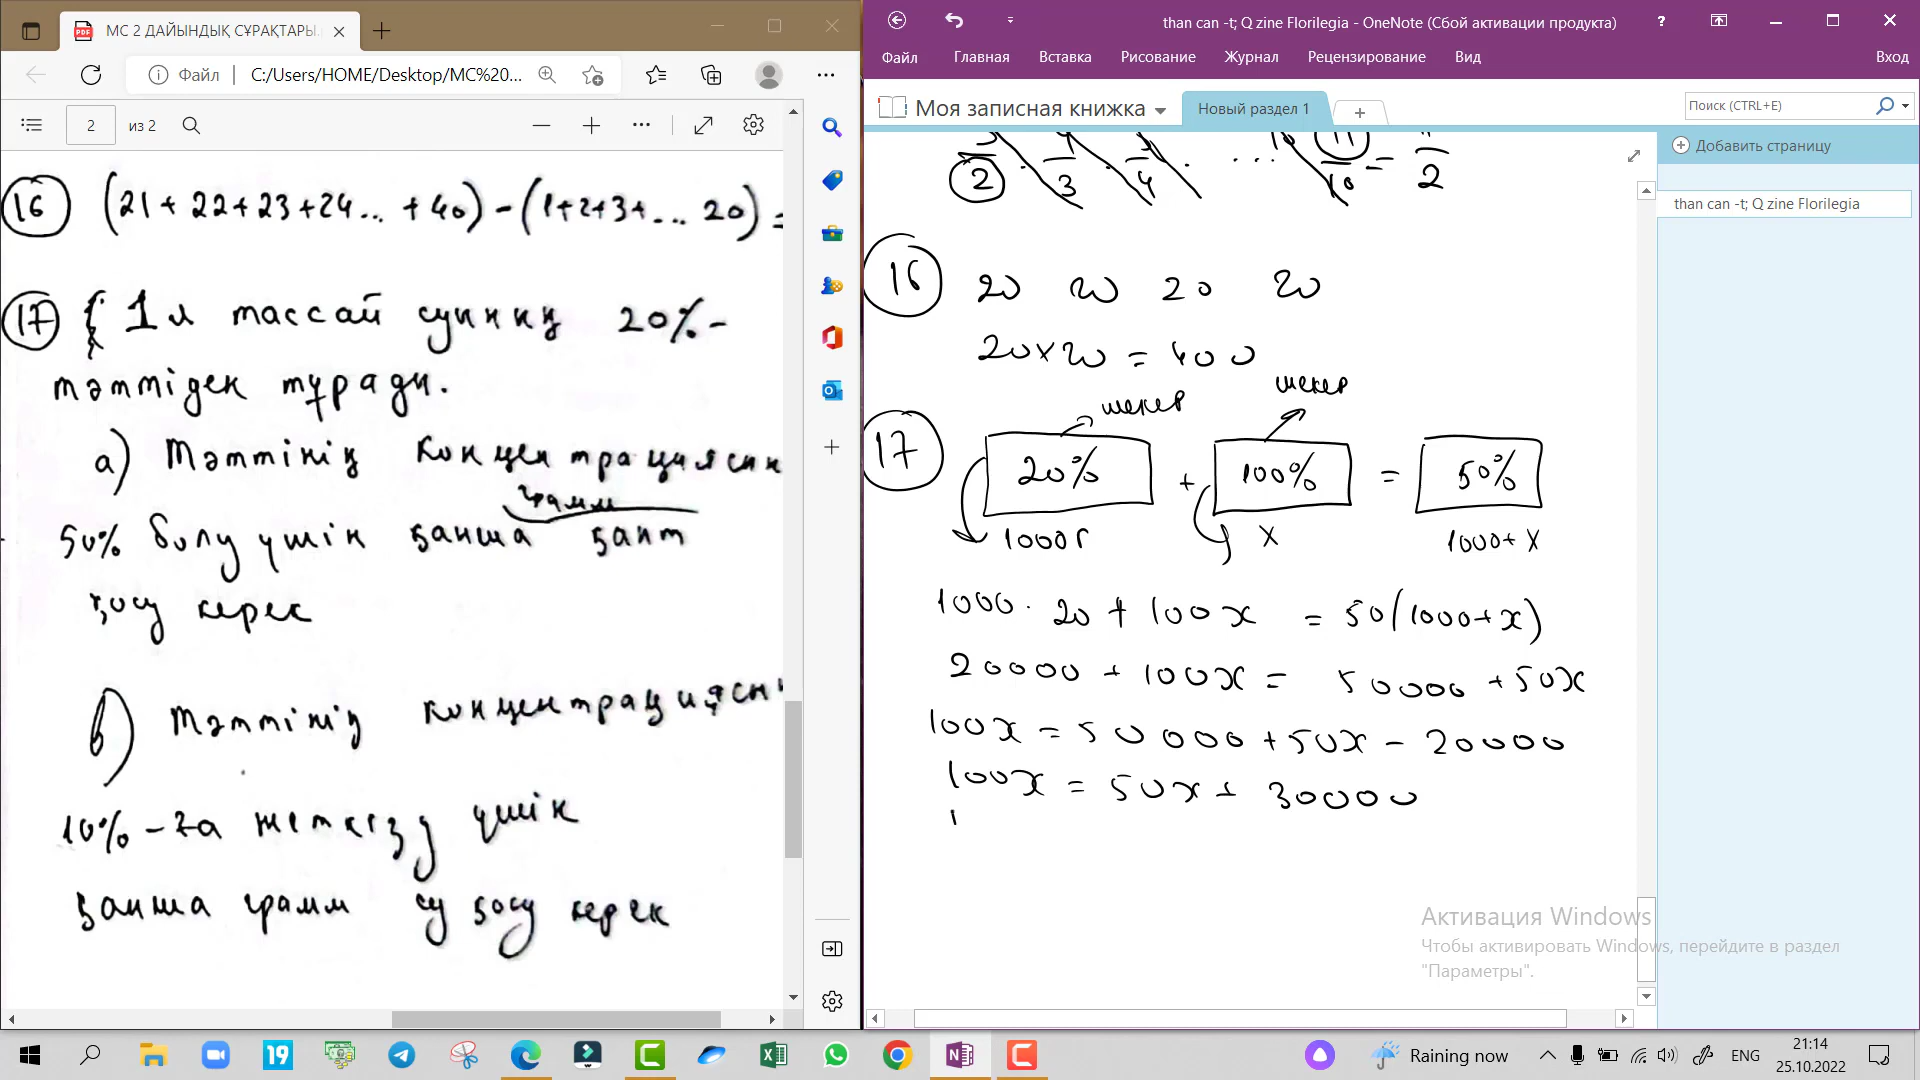 МС 2 ДАЙЫНДЫҚ СҰРАҚТАРЫ.
Файл
C:/Users/HOME/Desktop/MC%20...
2 из 2
16 (21+22+23+24... +40)-(1+2+3+... 20)=
17 1л тассай суының 20%-
тәттіден тұрады.
а) Тәттінің концентрациясын
грамм
50% болу үшін қанша қант
қосу керек
в) Тәттінің концентрациясы
10%-ға жеткізу үшін
қанша грамм су қосу керек
than can -t; Q zine Florilegia - OneNote (Сбой активации продукта)
Файл Главная Вставка Рисование Журнал Рецензирование Вид Вход
Моя записная книжка
Новый раздел 1
Поиск (CTRL+E)
Добавить страницу
than can -t; Q zine Florilegia
2 3 4 ... 10 = 2
16 20 20 20 20
20×20 = 400
шекер шекер
17 20% + 100% = 50%
1000г x 1000+x
1000·20+100x = 50(1000+x)
20000+100x = 50000+50x
100x = 50000+50x-20000
100x = 50x+30000
Активация Windows
Чтобы активировать Windows, перейдите в раздел
"Параметры".
19
Raining now
ENG
21:14
25.10.2022